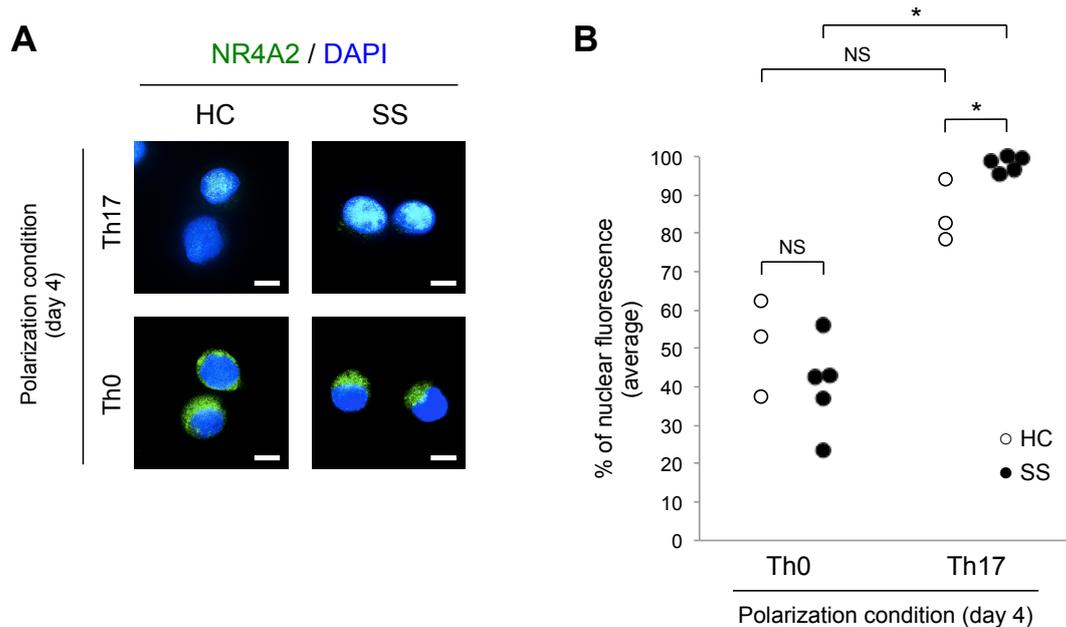 A
NR4A2 / DAPI
HC SS
Polarization condition
(day 4)
Th17
Th0
B
*
NS
*
NS
% of nuclear fluorescence
(average)
100
90
80
70
60
50
40
30
20
10
0
HC
SS
Th0 Th17
Polarization condition (day 4)